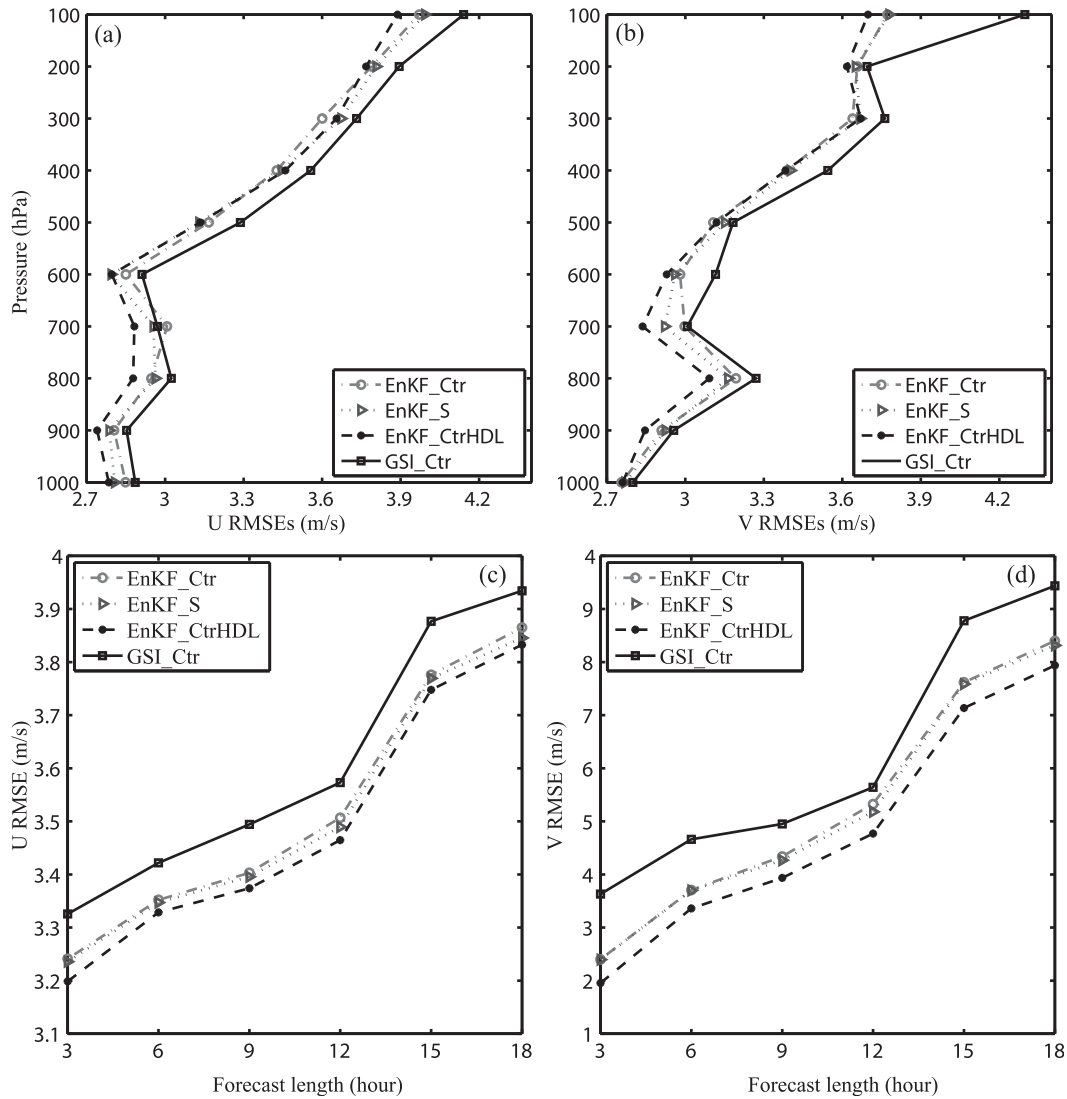 (a)
100
200
300
400
500
600
700
800
900
1000
Pressure (hPa)
EnKF_Ctr
EnKF_S
EnKF_CtrHDL
GSI_Ctr
2.7 3 3.3 3.6 3.9 4.2
U RMSEs (m/s)
(b)
100
200
300
400
500
600
700
800
900
1000
EnKF_Ctr
EnKF_S
EnKF_CtrHDL
GSI_Ctr
2.7 3 3.3 3.6 3.9 4.2
V RMSEs (m/s)
(c)
EnKF_Ctr
EnKF_S
EnKF_CtrHDL
GSI_Ctr
4
3.9
3.8
3.7
3.6
3.5
3.4
3.3
3.2
3.1
U RMSE (m/s)
3 6 9 12 15 18
Forecast length (hour)
(d)
EnKF_Ctr
EnKF_S
EnKF_CtrHDL
GSI_Ctr
4
9
8
7
6
5
4
3
2
1
V RMSE (m/s)
3 6 9 12 15 18
Forecast length (hour)